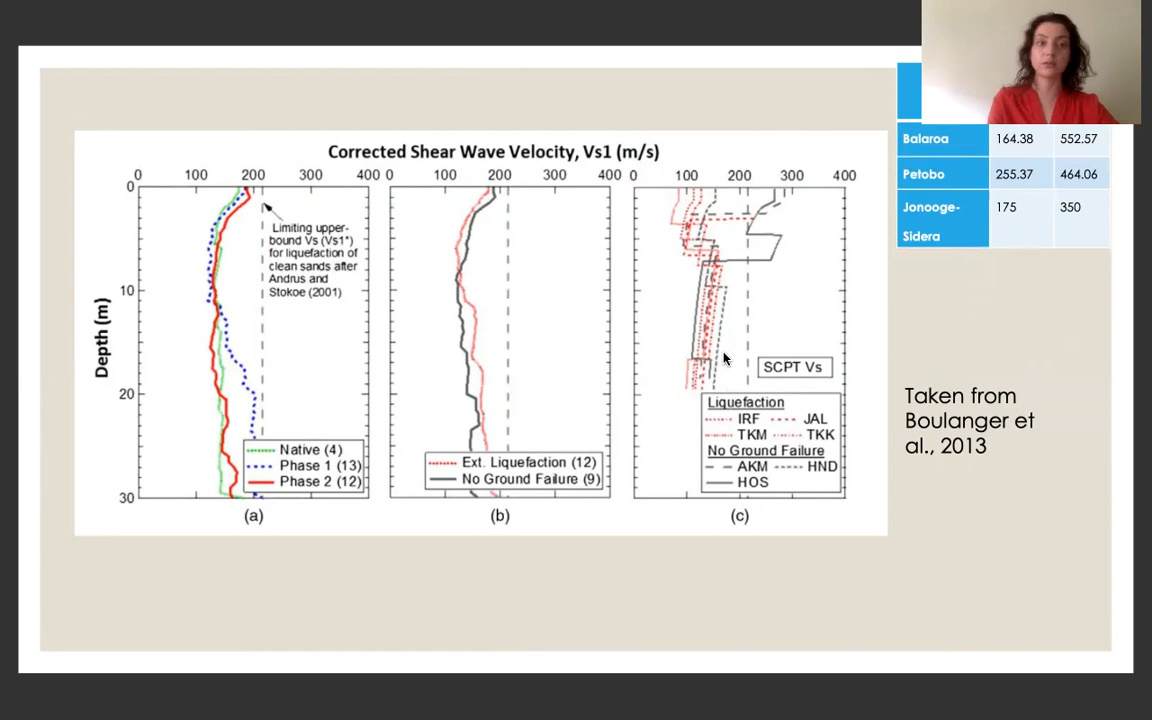 Corrected Shear Wave Velocity, Vs1 (m/s)
0 100 200 300 400
0 100 200 300 400
0 100 200 300 400
0
10
20
30
Depth (m)
Limiting upper-
bound Vs (Vs1*)
for liquefaction of
clean sands after
Andrus and
Stokoe (2001)
Native (4)
Phase 1 (13)
Phase 2 (12)
(a)
Ext. Liquefaction (12)
No Ground Failure (9)
(b)
SCPT Vs
Liquefaction
IRF JAL
TKM TKK
No Ground Failure
AKM HND
HOS
(c)
Balaroa 164.38 552.57
Petobo 255.37 464.06
Jonooge- 175 350
Sidera
Taken from
Boulanger et
al., 2013